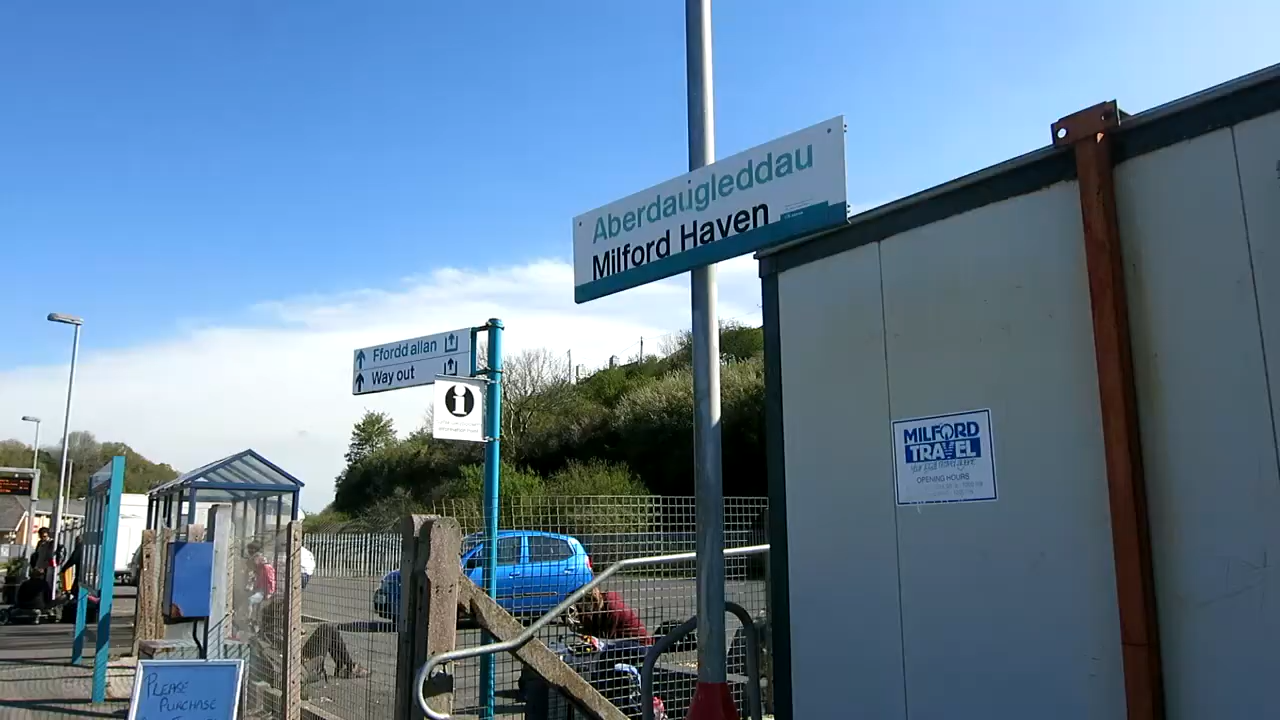 Aberdaugleddau
Milford Haven
Ffordd allan
Way out
i
MILFORD
TRAVEL
OPENING HOURS
PLEASE
PURCHASE